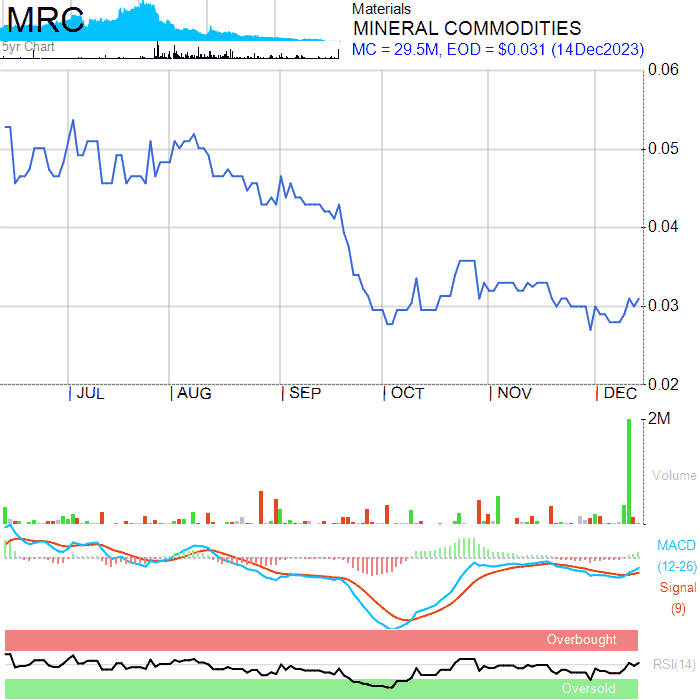 MRC
5yr Chart
Materials
MINERAL COMMODITIES
MC = 29.5M, EOD = $0.031 (14Dec2023)
0.06
0.05
0.04
0.03
0.02
JUL AUG SEP OCT NOV DEC
2M
Volume
MACD
(12-26)
Signal
(9)
Overbought
RSI(14)
Oversold